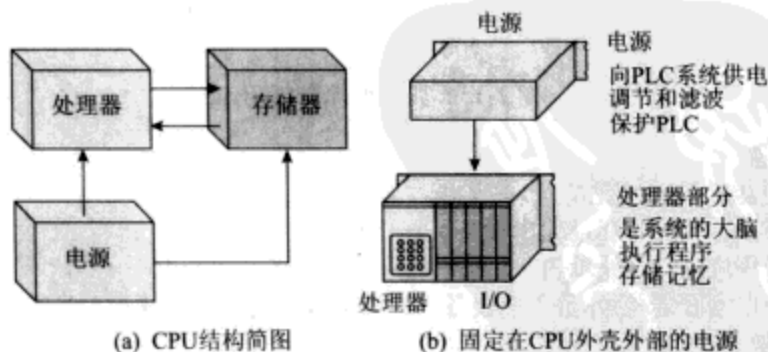 处理器
存储器
电源
(a) CPU结构简图
电源
电源
向PLC系统供电
调节和滤波
保护PLC
处理器部分
是系统的大脑
执行程序
存储记忆
处理器
I/O
(b) 固定在CPU外壳外部的电源